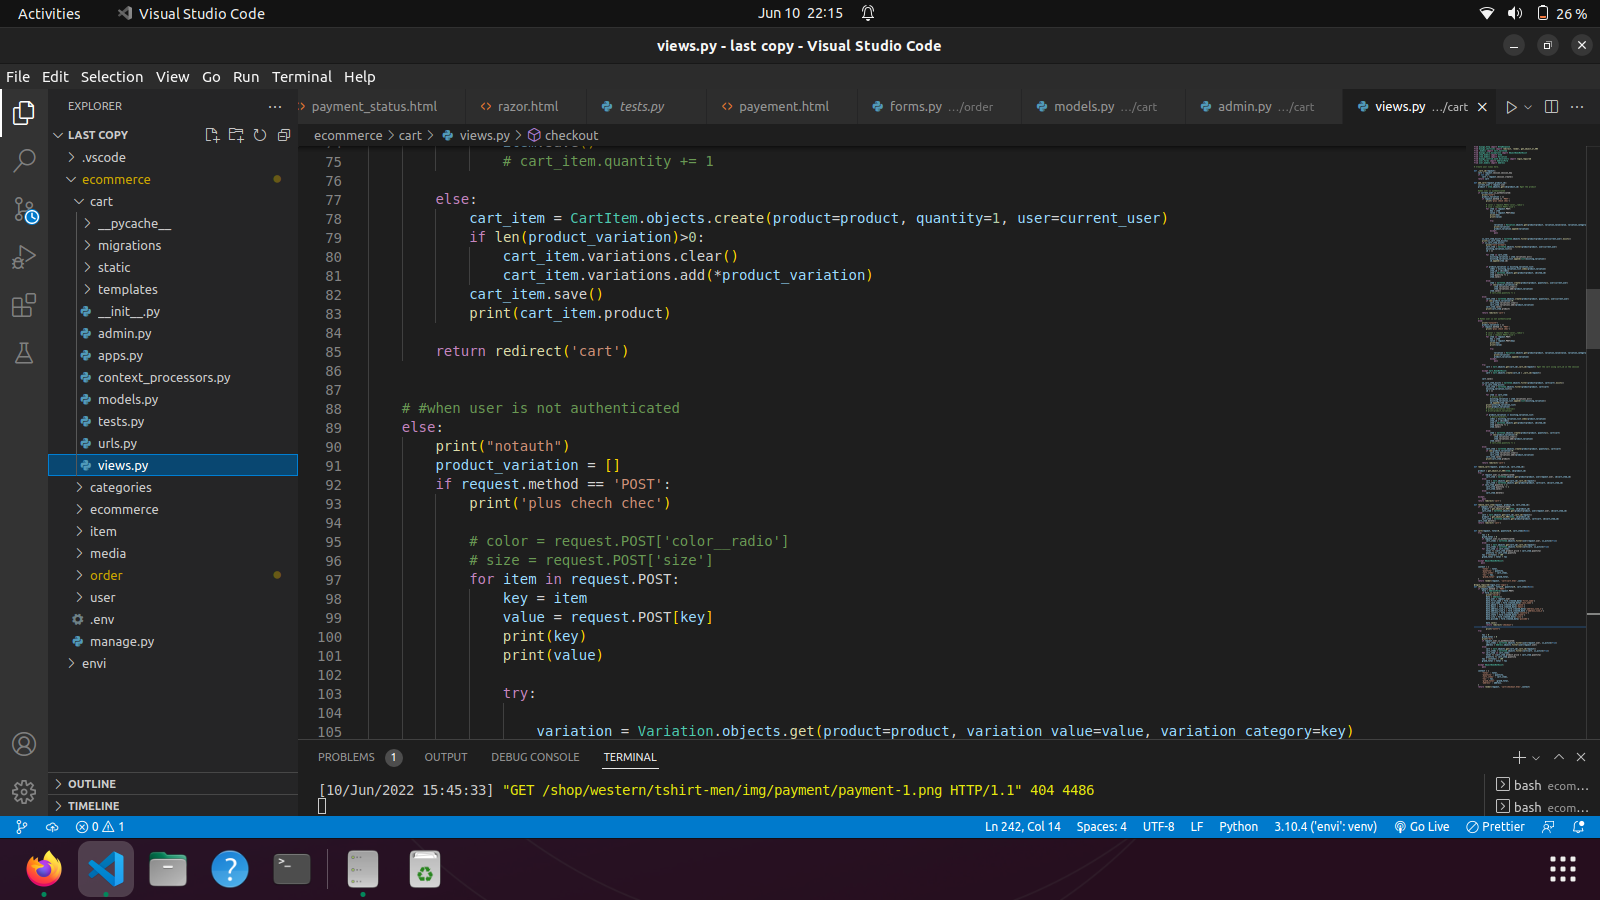 Activities
Visual Studio Code
Jun 10 22:15
26 %
views.py - last copy - Visual Studio Code
File Edit Selection View Go Run Terminal Help
EXPLORER
payment_status.html
razor.html
tests.py
payement.html
forms.py .../order
models.py .../cart
admin.py .../cart
views.py .../cart
LAST COPY
ecommerce > cart > views.py > checkout
.vscode
ecommerce
cart
__pycache__
migrations
static
templates
__init__.py
admin.py
apps.py
context_processors.py
models.py
tests.py
urls.py
views.py
categories
ecommerce
item
media
order
user
.env
manage.py
envi
OUTLINE
TIMELINE
75 # cart_item.quantity += 1
76
77 else:
78 cart_item = CartItem.objects.create(product=product, quantity=1, user=current_user)
79 if len(product_variation)>0:
80 cart_item.variations.clear()
81 cart_item.variations.add(*product_variation)
82 cart_item.save()
83 print(cart_item.product)
84
85 return redirect('cart')
86
87
88 # #when user is not authenticated
89 else:
90 print("notauth")
91 product_variation = []
92 if request.method == 'POST':
93 print('plus chech chec')
94
95 # color = request.POST['color__radio']
96 # size = request.POST['size']
97 for item in request.POST:
98 key = item
99 value = request.POST[key]
100 print(key)
101 print(value)
102
103 try:
104
105 variation = Variation.objects.get(product=product, variation_value=value, variation_category=key)
PROBLEMS 1 OUTPUT DEBUG CONSOLE TERMINAL
[10/Jun/2022 15:45:33] "GET /shop/western/tshirt-men/img/payment/payment-1.png HTTP/1.1" 404 4486
bash ecom...
bash ecom...
0 1
Ln 242, Col 14 Spaces: 4 UTF-8 LF Python 3.10.4 ('envi': venv) Go Live Prettier